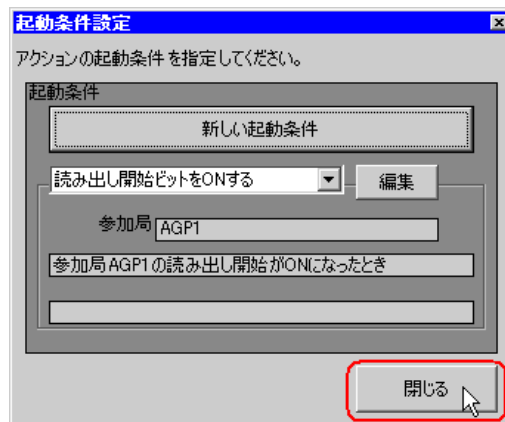 起動条件設定
アクションの起動条件を指定してください。
起動条件
新しい起動条件
読み出し開始ビットをONする
編集
参加局 AGP1
参加局AGP1の読み出し開始がONになったとき
閉じる